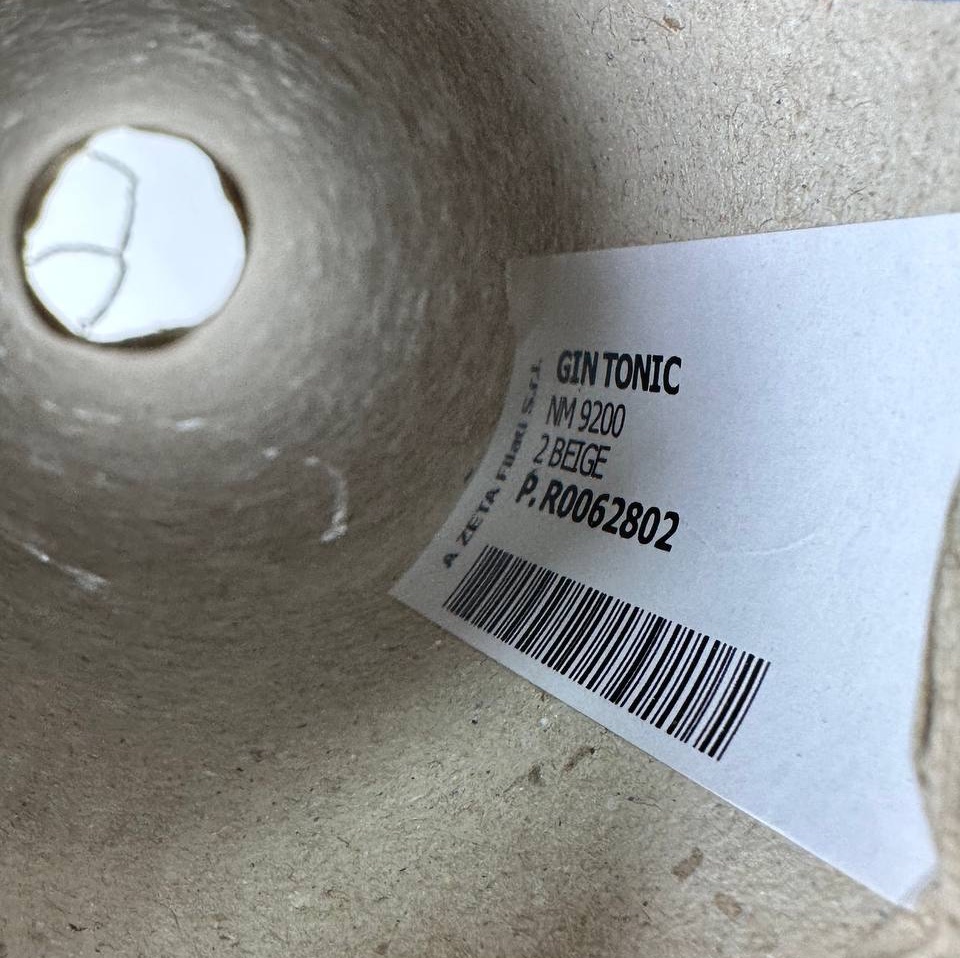 GIN TONIC
NM 9200
2 BEIGE
P. R0062802
A ZETA Filati S.r.l.